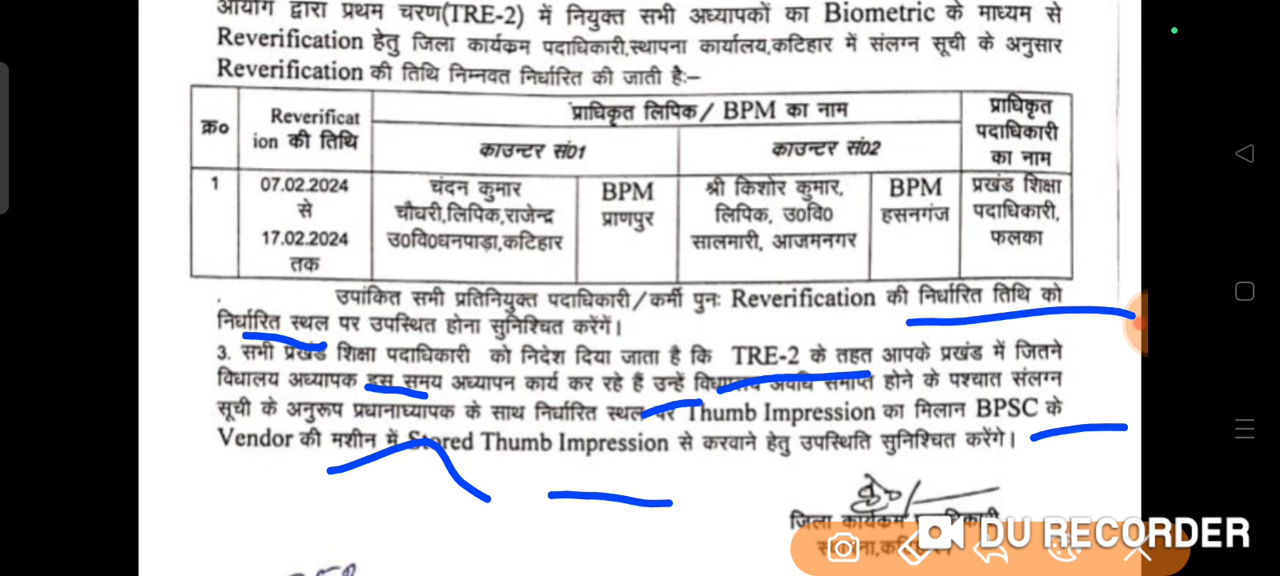 आयोग द्वारा प्रथम चरण(TRE-2) में नियुक्त सभी अध्यापकों का Biometric के माध्यम से
Reverification हेतु जिला कार्यक्रम पदाधिकारी,स्थापना कार्यालय,कटिहार में संलग्न सूची के अनुसार
Reverification की तिथि निम्नवत निर्धारित की जाती हैः–
क्र०
Reverificat
ion की तिथि
प्राधिकृत लिपिक/ BPM का नाम
काउन्टर सं01
काउन्टर सं02
प्राधिकृत
पदाधिकारी
का नाम
1
07.02.2024
से
17.02.2024
तक
चंदन कुमार
चौधरी,लिपिक,राजेन्द्र
उ0वि0धनपाड़ा,कटिहार
BPM
प्राणपुर
श्री किशोर कुमार,
लिपिक, उ0वि0
सालमारी, आजमनगर
BPM
हसनगंज
प्रखंड शिक्षा
पदाधिकारी,
फलका
उपांकित सभी प्रतिनियुक्त पदाधिकारी/कर्मी पुनः Reverification की निर्धारित तिथि को
निर्धारित स्थल पर उपस्थित होना सुनिश्चित करेंगें।
3. सभी प्रखंड शिक्षा पदाधिकारी को निदेश दिया जाता है कि TRE-2 के तहत आपके प्रखंड में जितने
विधालय अध्यापक इस समय अध्यापन कार्य कर रहे हैं उन्हें विधालय अवधि समाप्त होने के पश्चात संलग्न
सूची के अनुरूप प्रधानाध्यापक के साथ निर्धारित स्थल पर Thumb Impression का मिलान BPSC के
Vendor की मशीन में Stored Thumb Impression से करवाने हेतु उपस्थिति सुनिश्चित करेंगे।
जिला कार्यक्रम पदाधिकारी
DU RECORDER